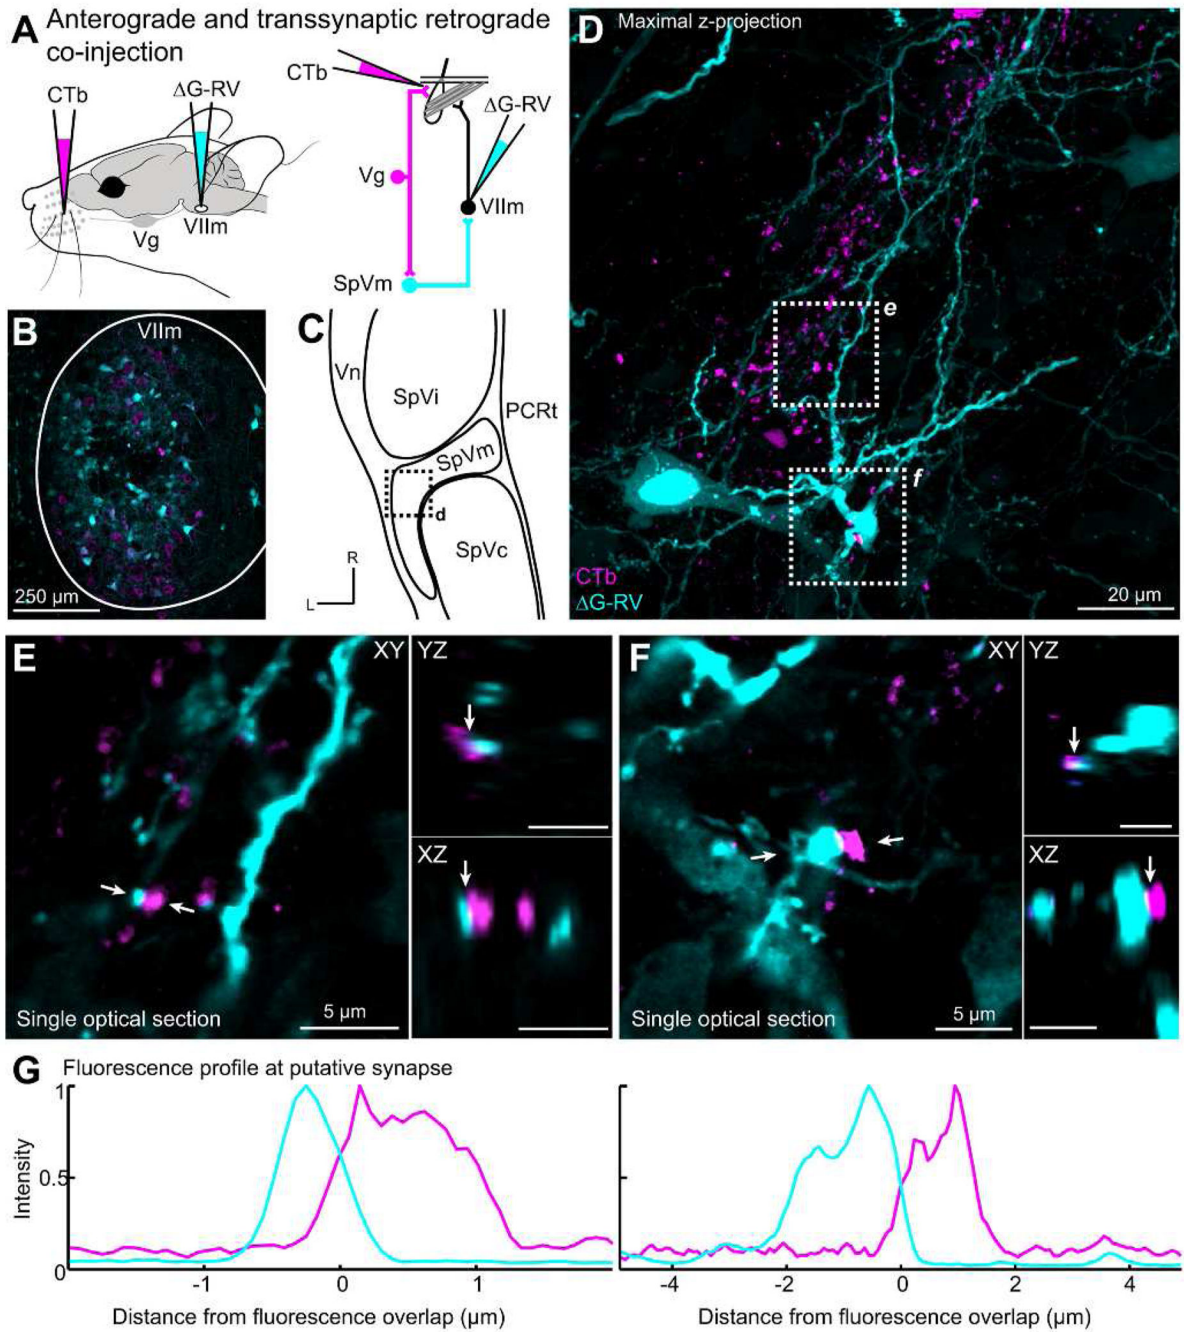 A Anterograde and transsynaptic retrograde
co-injection
CTb
ΔG-RV
Vg
VIIm
CTb
ΔG-RV
Vg
VIIm
SpVm
B
VIIm
250 µm
C
Vn
SpVi
PCRt
SpVm
d
SpVc
R
L
D Maximal z-projection
e
f
CTb
ΔG-RV
20 µm
E
XY
YZ
XZ
Single optical section
5 µm
F
XY
YZ
XZ
Single optical section
5 µm
G Fluorescence profile at putative synapse
Intensity
1
0.5
0
-1 0 1
Distance from fluorescence overlap (µm)
-4 -2 0 2 4
Distance from fluorescence overlap (µm)